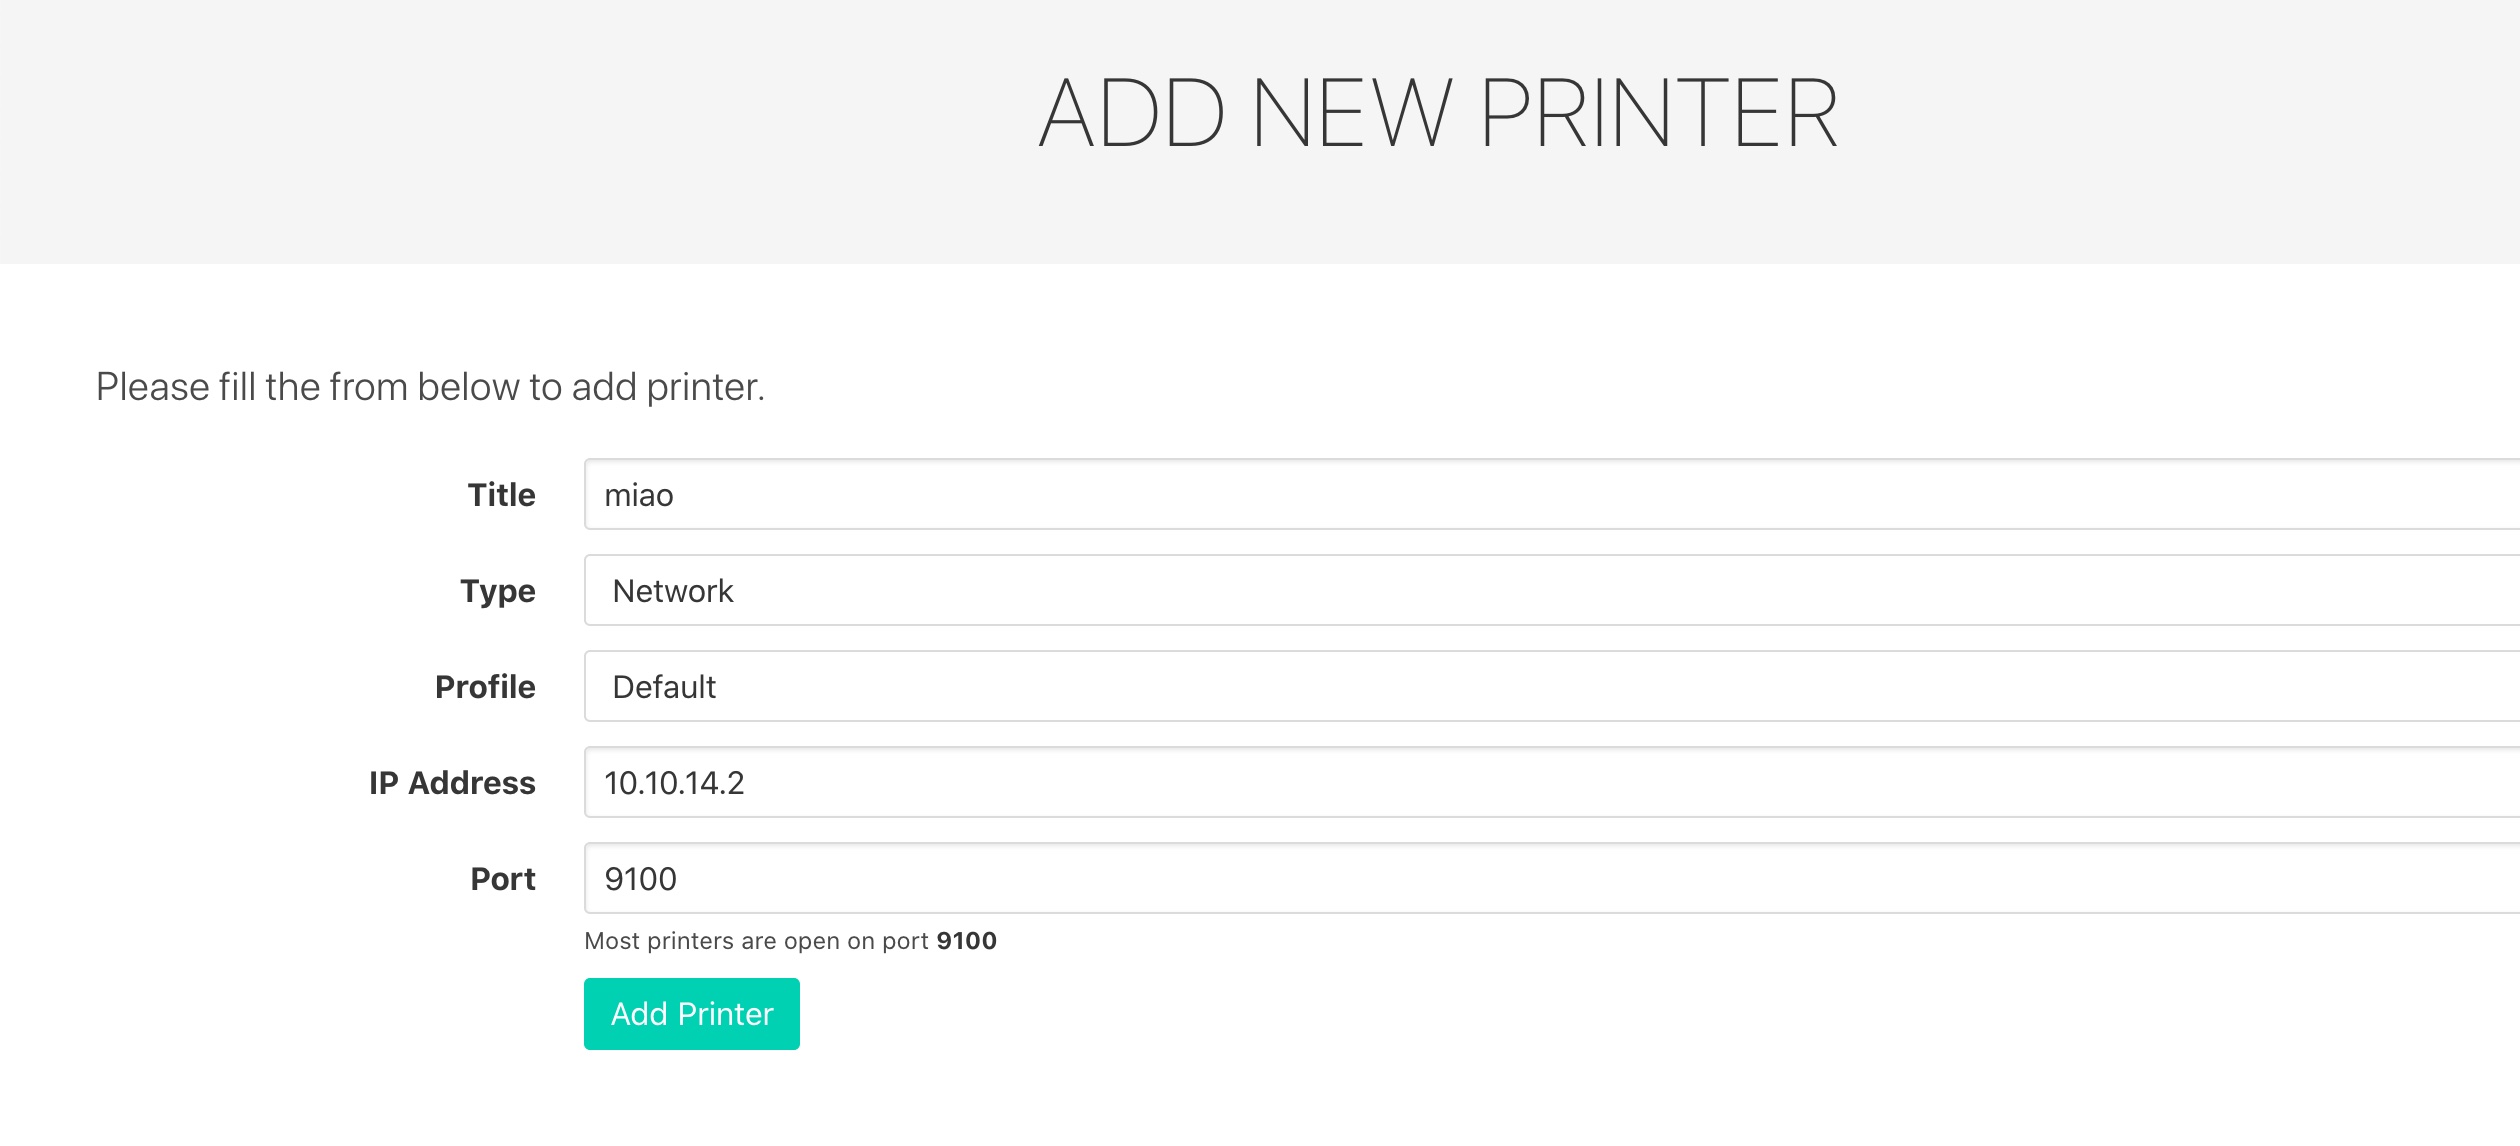 ADD NEW PRINTER
Please fill the from below to add printer.
Title
miao
Type
Network
Profile
Default
IP Address
10.10.14.2
Port
9100
Most printers are open on port 9100
Add Printer